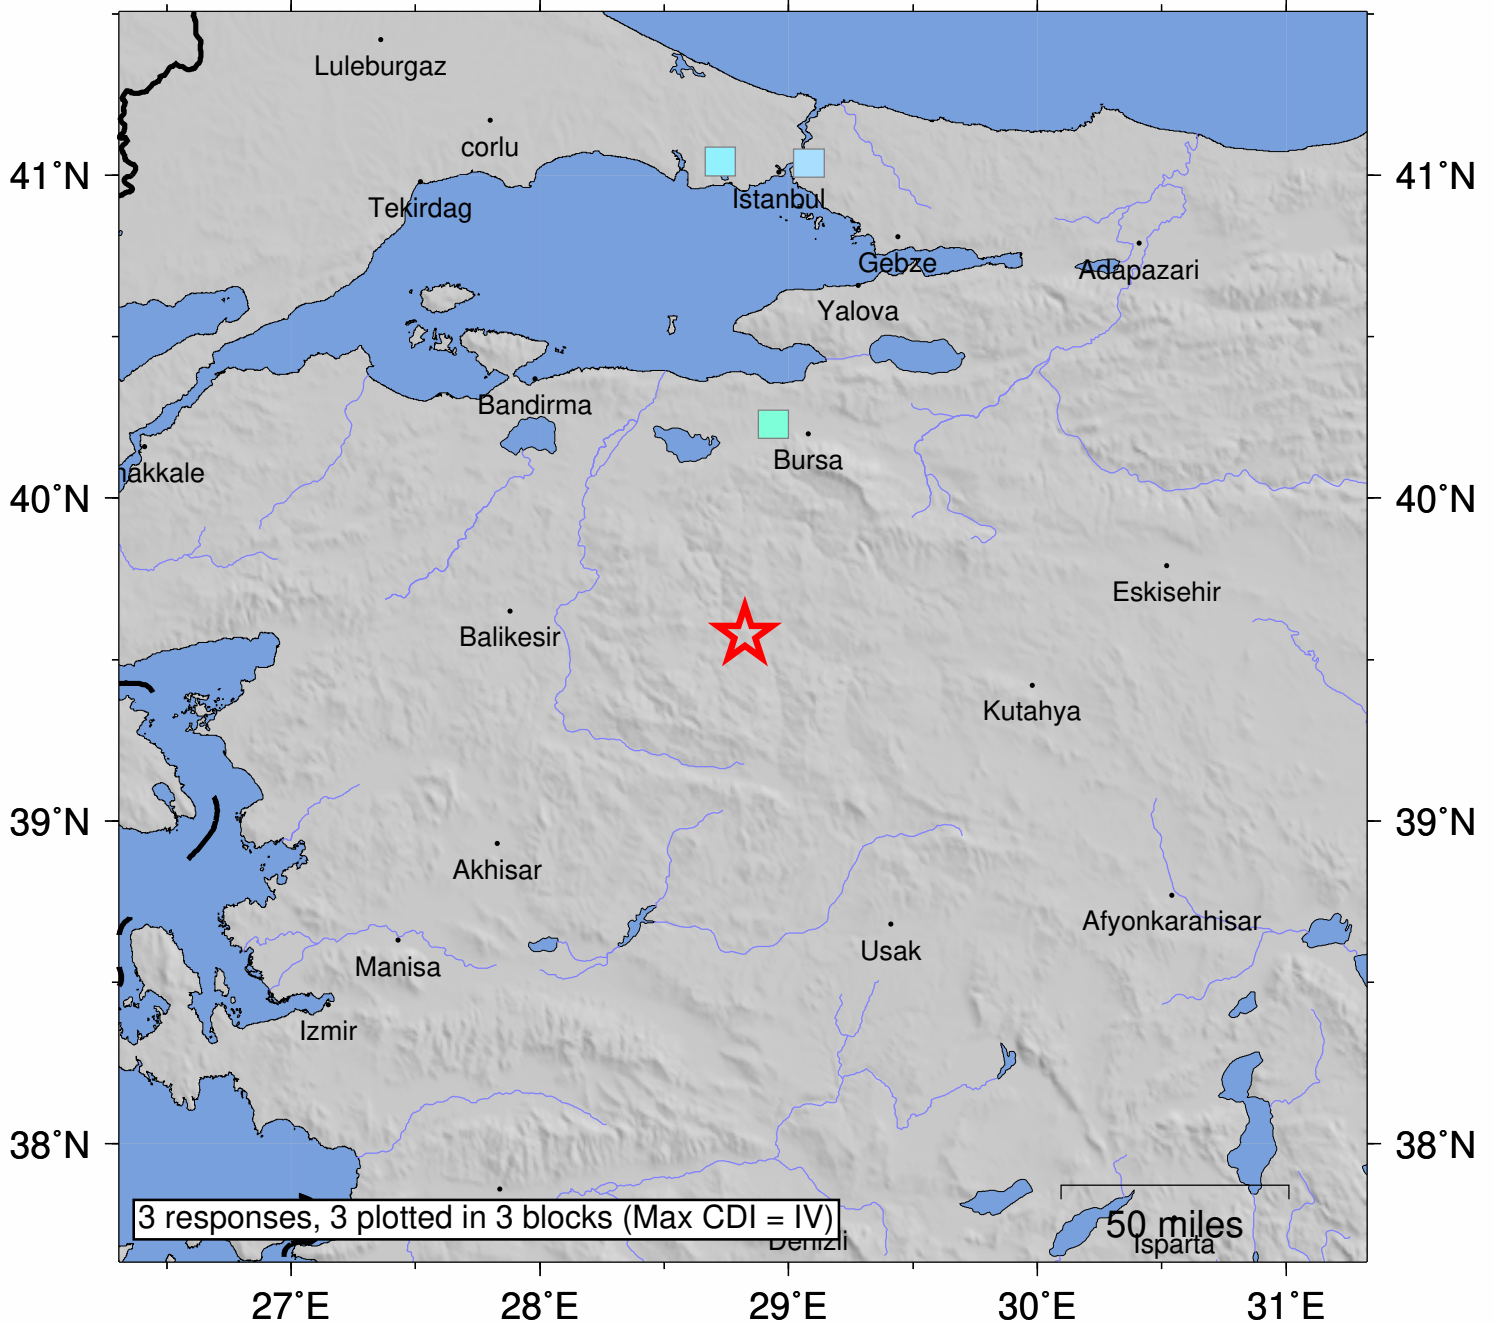 Luleburgaz
corlu
41°N
41°N
Istanbul
Tekirdag
Gebze
Adapazari
Yalova
Bandirma
Bursa
nakkale
40°N
40°N
Eskisehir
Balikesir
Kutahya
39°N
39°N
Akhisar
Afyonkarahisar
Usak
Manisa
Izmir
38°N
38°N
3 responses, 3 plotted in 3 blocks (Max CDI = IV)
50 miles
Denizli
Isparta
27°E
28°E
29°E
30°E
31°E